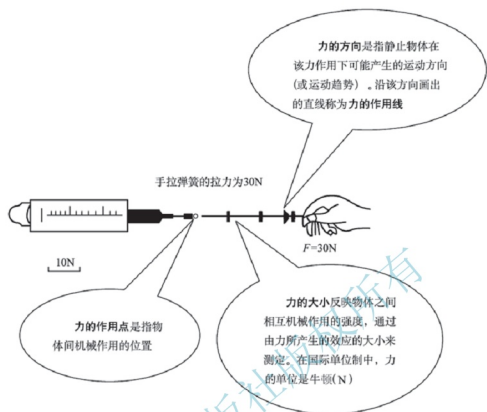 力的方向是指静止物体在
该力作用下可能产生的运动方向
(或运动趋势)。沿该方向画出
的直线称为力的作用线
手拉弹簧的拉力为30N
F=30N
10N
力的作用点是指物
体间机械作用的位置
力的大小反映物体之间
相互机械作用的强度，通过
由力所产生的效应的大小来
测定。在国际单位制中，力
的单位是牛顿(N)
版社版权所有